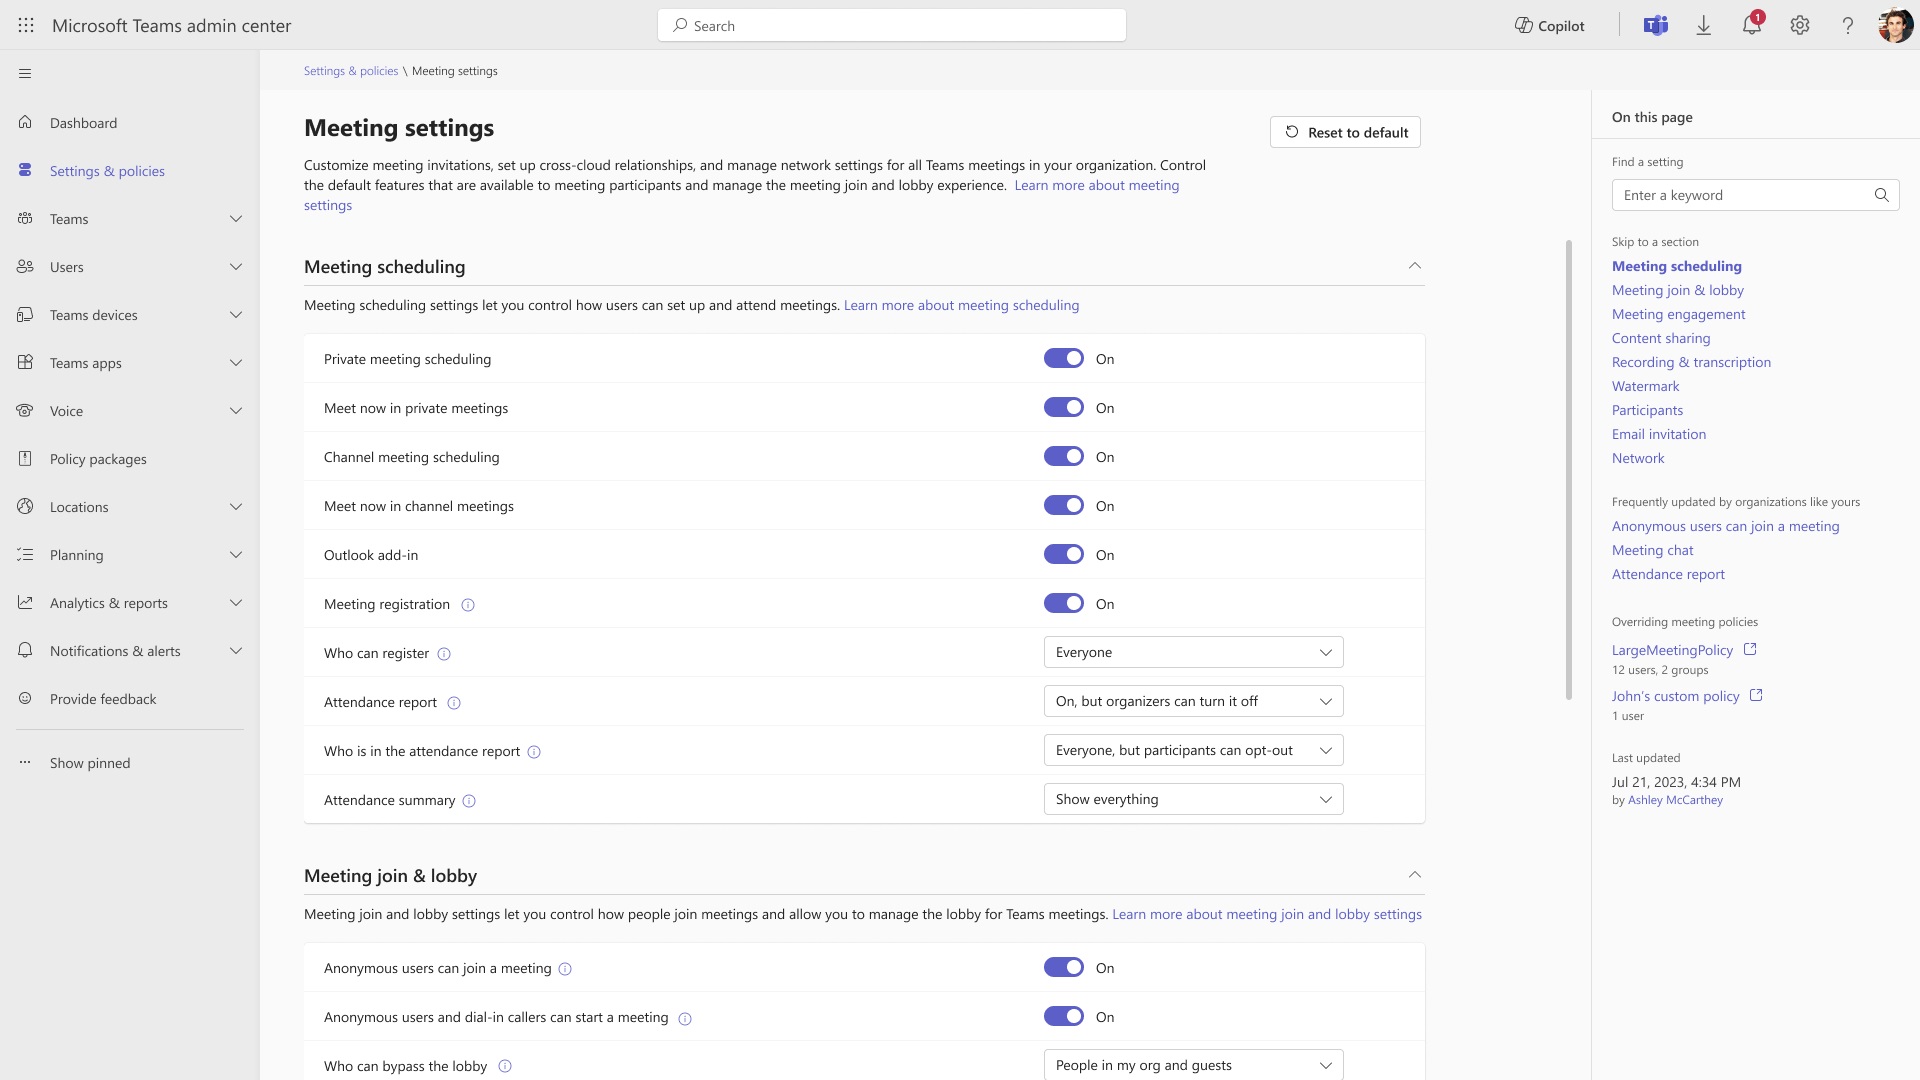 Microsoft Teams admin center
Search
Copilot
1
Settings & policies \ Meeting settings
Dashboard
Settings & policies
Teams
Users
Teams devices
Teams apps
Voice
Policy packages
Locations
Planning
Analytics & reports
Notifications & alerts
Provide feedback
Show pinned
Meeting settings
Reset to default
Customize meeting invitations, set up cross-cloud relationships, and manage network settings for all Teams meetings in your organization. Control
the default features that are available to meeting participants and manage the meeting join and lobby experience. Learn more about meeting
settings
Meeting scheduling
Meeting scheduling settings let you control how users can set up and attend meetings. Learn more about meeting scheduling
Private meeting scheduling On
Meet now in private meetings On
Channel meeting scheduling On
Meet now in channel meetings On
Outlook add-in On
Meeting registration On
Who can register Everyone
Attendance report On, but organizers can turn it off
Who is in the attendance report Everyone, but participants can opt-out
Attendance summary Show everything
Meeting join & lobby
Meeting join and lobby settings let you control how people join meetings and allow you to manage the lobby for Teams meetings. Learn more about meeting join and lobby settings
Anonymous users can join a meeting On
Anonymous users and dial-in callers can start a meeting On
Who can bypass the lobby People in my org and guests
On this page
Find a setting
Enter a keyword
Skip to a section
Meeting scheduling
Meeting join & lobby
Meeting engagement
Content sharing
Recording & transcription
Watermark
Participants
Email invitation
Network
Frequently updated by organizations like yours
Anonymous users can join a meeting
Meeting chat
Attendance report
Overriding meeting policies
LargeMeetingPolicy
12 users, 2 groups
John's custom policy
1 user
Last updated
Jul 21, 2023, 4:34 PM
by Ashley McCarthey